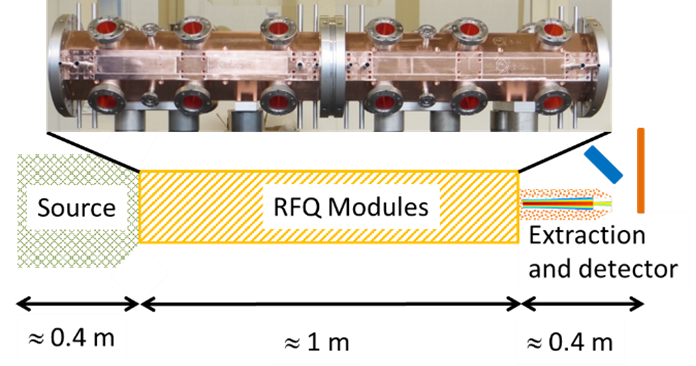 Source
RFQ Modules
Extraction
and detector
≈ 0.4 m
≈ 1 m
≈ 0.4 m